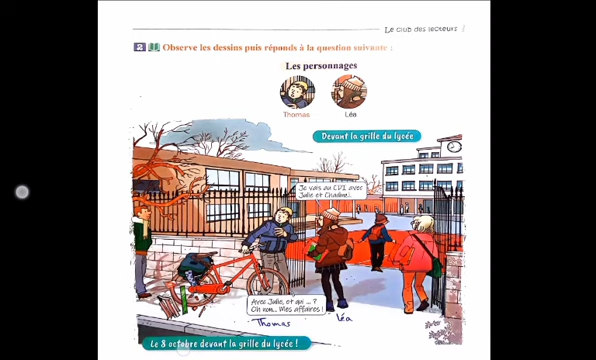 Le club des lecteurs
2 Observe les dessins puis réponds à la question suivante :
Les personnages
Thomas Léa
Devant la grille du lycée
Je vais au CDI avec
Julie et Charline.
Avec Julie, et qui ... ?
Oh non... Mes affaires !
Thomas Léa
Le 8 octobre devant la grille du lycée !